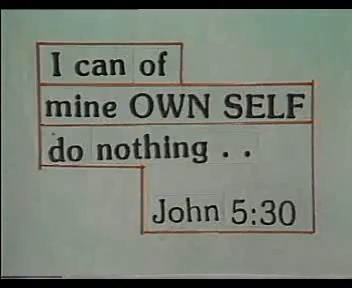 I can of
mine OWN SELF
do nothing . .
John 5:30